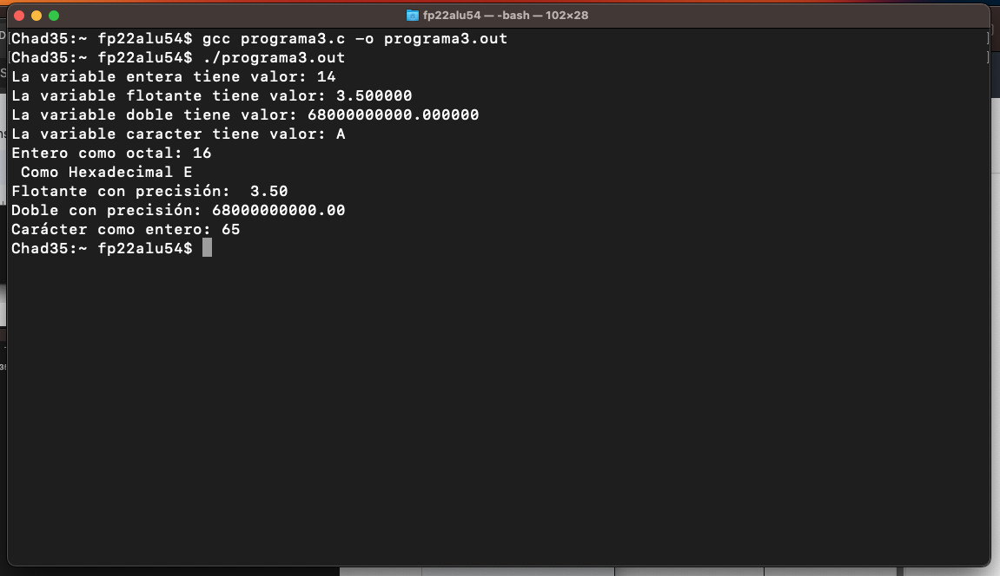 fp22alu54 — -bash — 102×28
[Chad35:~ fp22alu54$ gcc programa3.c -o programa3.out ]
[Chad35:~ fp22alu54$ ./programa3.out ]
La variable entera tiene valor: 14
La variable flotante tiene valor: 3.500000
La variable doble tiene valor: 68000000000.000000
La variable caracter tiene valor: A
Entero como octal: 16
 Como Hexadecimal E
Flotante con precisión:  3.50
Doble con precisión: 68000000000.00
Carácter como entero: 65
Chad35:~ fp22alu54$